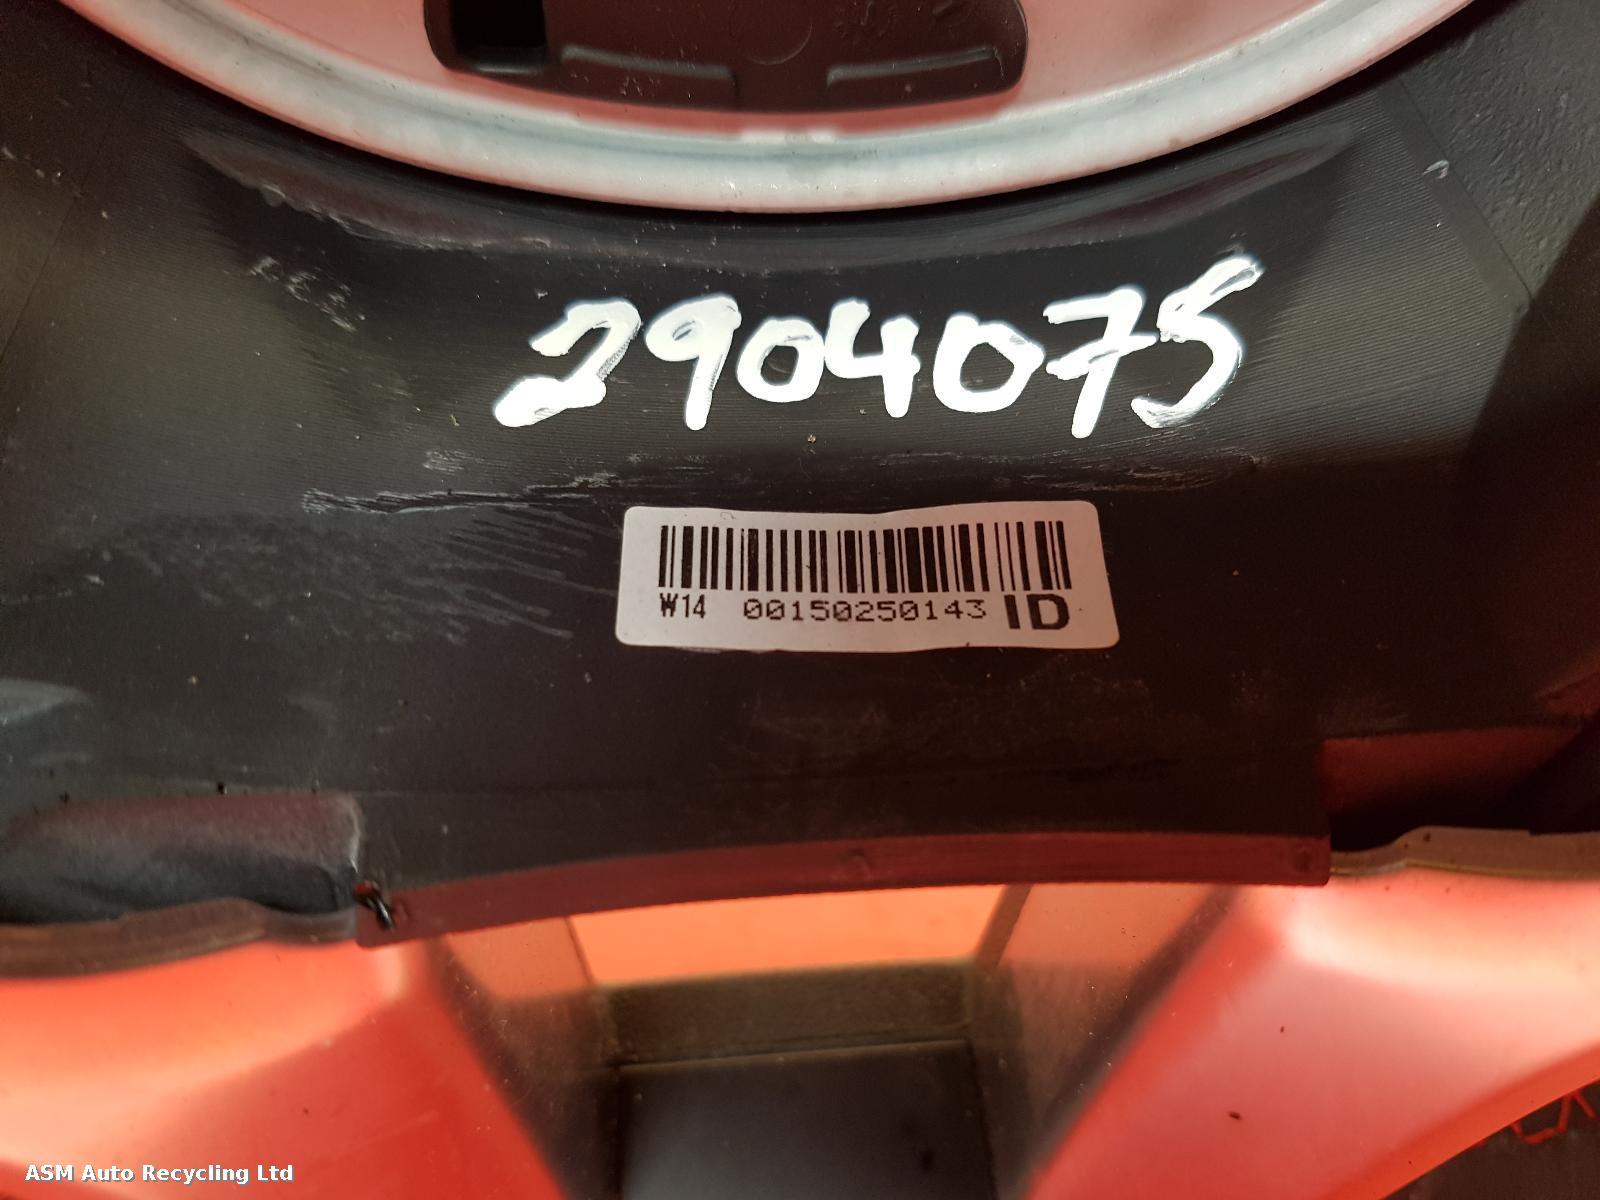 2904075
W14 00150250143 ID
ASM Auto Recycling Ltd